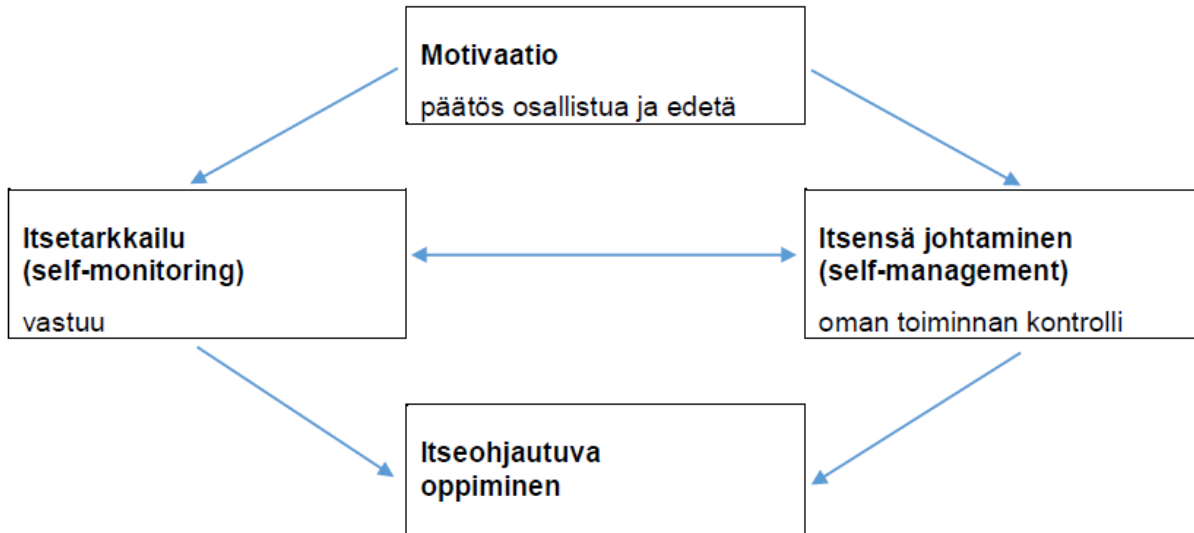 Motivaatio
päätös osallistua ja edetä
Itsetarkkailu
(self-monitoring)
vastuu
Itsensä johtaminen
(self-management)
oman toiminnan kontrolli
Itseohjautuva
oppiminen